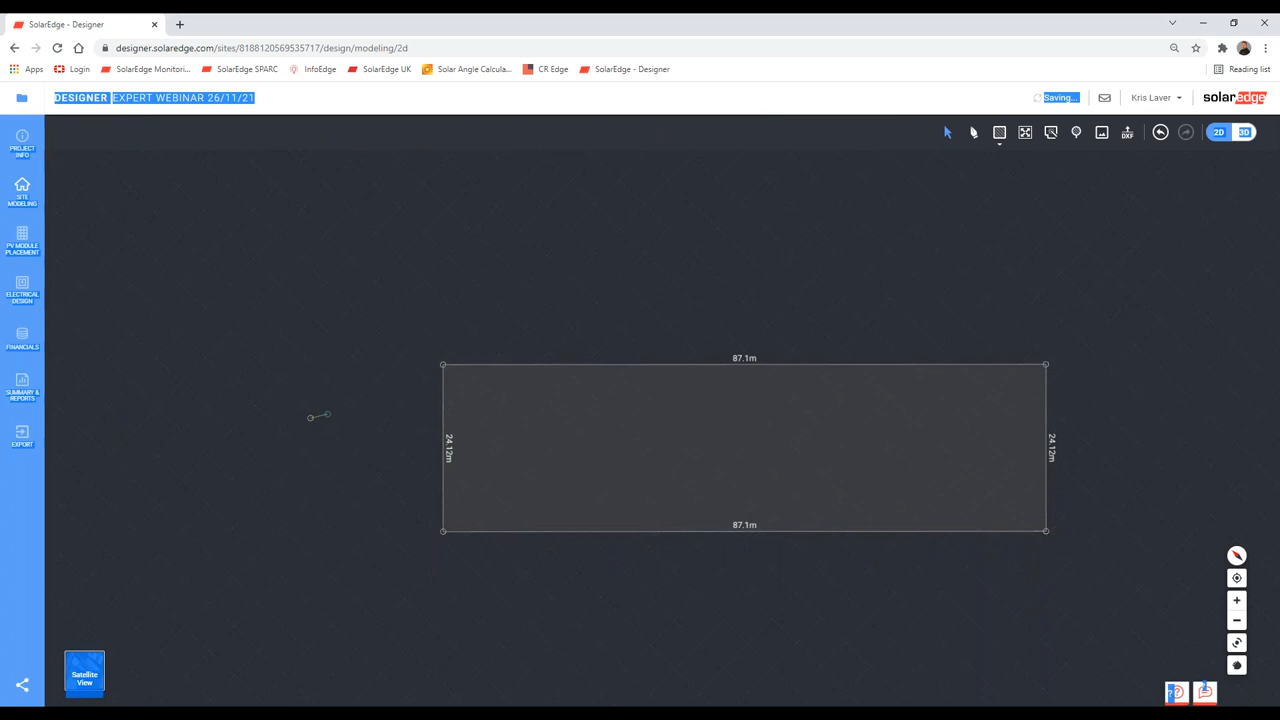 SolarEdge - Designer
designer.solaredge.com/sites/8188120569535717/design/modeling/2d
Apps Login SolarEdge Monitori... SolarEdge SPARC InfoEdge SolarEdge UK Solar Angle Calcula... CR Edge SolarEdge - Designer Reading list
DESIGNER EXPERT WEBINAR 26/11/21 Saving... Kris Laver solaredge
DXF 2D 3D
PROJECT
INFO
SITE
MODELING
PV MODULE
PLACEMENT
ELECTRICAL
DESIGN
FINANCIALS
SUMMARY &
REPORTS
EXPORT
87.1m
24.12m
24.12m
87.1m
Satellite
View